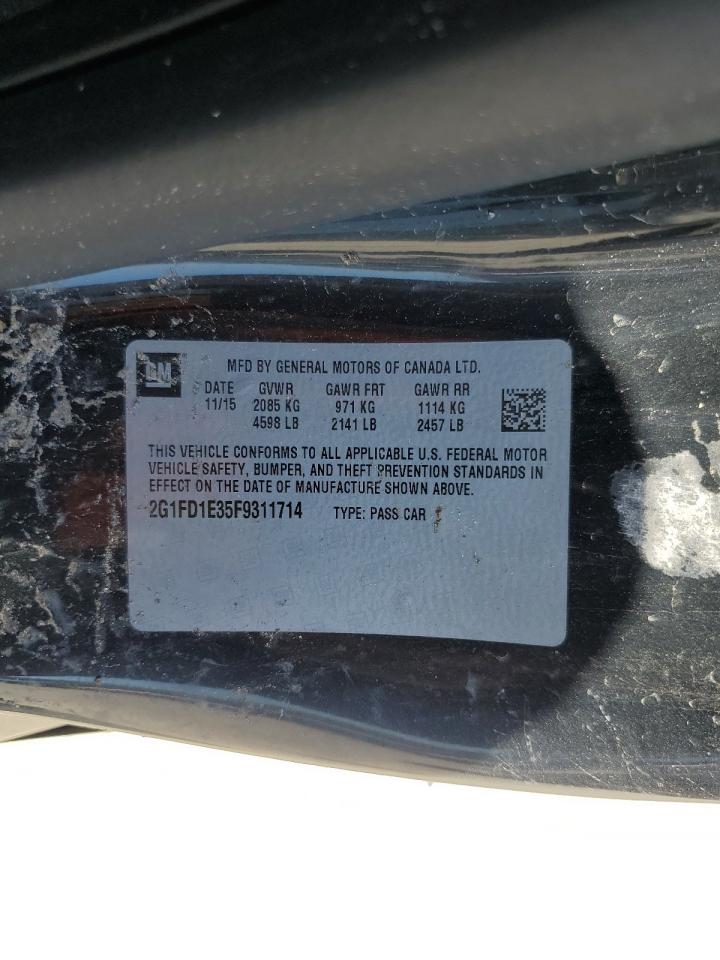 GM
MFD BY GENERAL MOTORS OF CANADA LTD.
DATE GVWR GAWR FRT GAWR RR
11/15 2085 KG 971 KG 1114 KG
4598 LB 2141 LB 2457 LB
THIS VEHICLE CONFORMS TO ALL APPLICABLE U.S. FEDERAL MOTOR
VEHICLE SAFETY, BUMPER, AND THEFT PREVENTION STANDARDS IN
EFFECT ON THE DATE OF MANUFACTURE SHOWN ABOVE.
2G1FD1E35F9311714 TYPE: PASS CAR